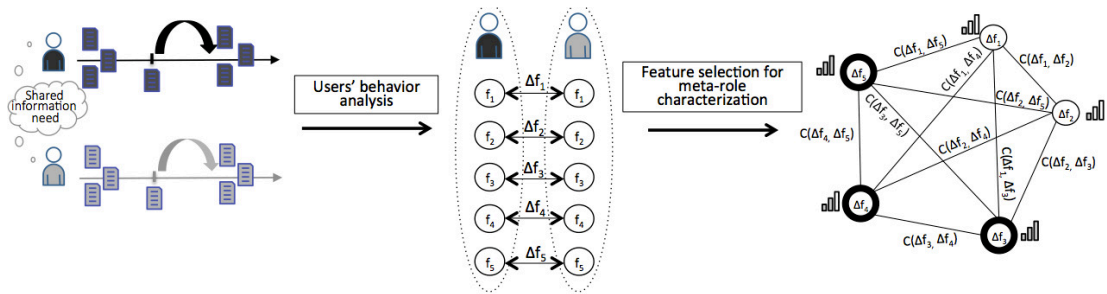 Shared
information
need
Users' behavior
analysis
f₁
Δf₁
f₁
f₂
Δf₂
f₂
f₃
Δf₃
f₃
f₄
Δf₄
f₄
f₅
Δf₅
f₅
Feature selection for
meta-role
characterization
Δf₁
Δf₅
Δf₂
Δf₄
Δf₃
C(Δf₁, Δf₅)
C(Δf₁, Δf₄)
C(Δf₁, Δf₂)
C(Δf₂, Δf₅)
C(Δf₃, Δf₅)
C(Δf₄, Δf₅)
C(Δf₂, Δf₄)
C(Δf₁, Δf₃)
C(Δf₂, Δf₃)
C(Δf₃, Δf₄)